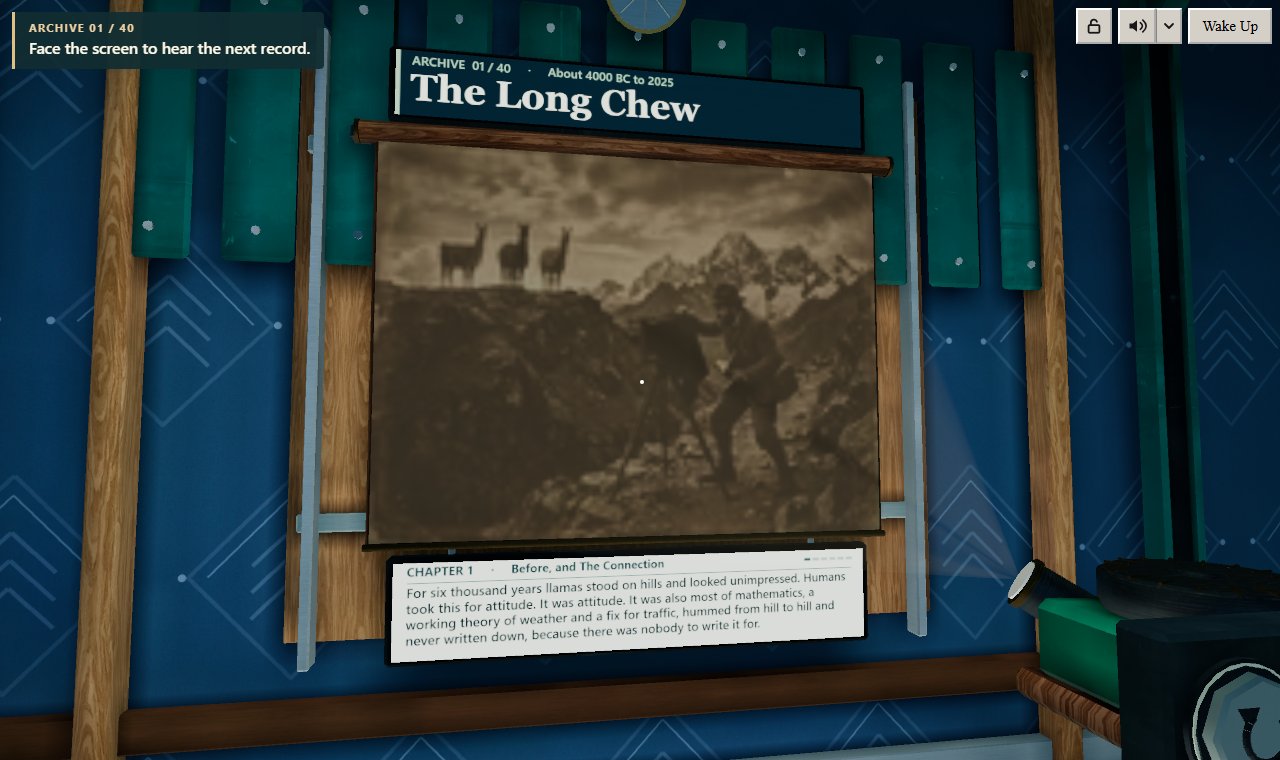 ARCHIVE 01 / 40
Face the screen to hear the next record.
Wake Up
ARCHIVE 01 / 40 · About 4000 BC to 2025
The Long Chew
CHAPTER 1 · Before, and The Connection
For six thousand years llamas stood on hills and looked unimpressed. Humans
took this for attitude. It was attitude. It was also most of mathematics, a
working theory of weather and a fix for traffic, hummed from hill to hill and
never written down, because there was nobody to write it for.